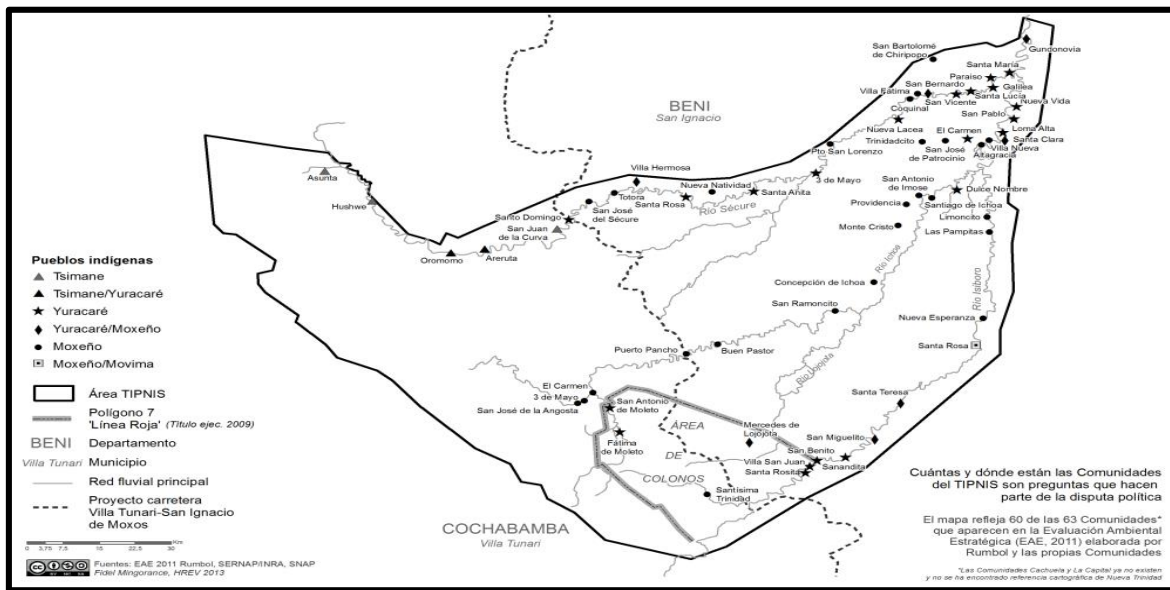 San Bartolomé
de Chiripopo
Gundonovia
Santa María
Paraiso
San Bernardo
Galilea
Villa Fátima
Santa Lucía
San Vicente
Nueva Vida
Coquinal
San Pablo
BENI
San Ignacio
Nueva Lacea
El Carmen
Loma Alta
Trinidadcito
Santa Clara
San José
de Patrocinio
Villa Nueva
Altagracia
Pto San Lorenzo
Villa Hermosa
Asunta
3 de Mayo
Nueva Natividad
Santa Anita
San Antonio
de Imose
Dulce Nombre
Hushwe
Totora
Santa Rosa
Río Sécure
Providencia
Santiago de Ichoa
Santo Domingo
San José
del Sécure
Limoncito
San Juan
de la Curva
Monte Cristo
Las Pampitas
Oromomo
Areruta
Río Ichoa
Río Isiboro
Concepción de Ichoa
San Ramoncito
Nueva Esperanza
Puerto Pancho
Buen Pastor
Santa Rosa
Río Lojojota
El Carmen
3 de Mayo
San José de la Angosta
San Antonio
de Moleto
Santa Teresa
ÁREA
DE
COLONOS
Mercedes de
Lojojota
Fátima
de Moleto
San Miguelito
San Benito
Villa San Juan
Santa Rosita
Sanandita
Santísima
Trinidad
COCHABAMBA
Villa Tunari
Pueblos indígenas
Tsimane
Tsimane/Yuracaré
Yuracaré
Yuracaré/Moxeño
Moxeño
Moxeño/Movima
Área TIPNIS
Polígono 7
'Línea Roja' (Título ejec. 2009)
BENI Departamento
Villa Tunari Municipio
Red fluvial principal
Proyecto carretera
Villa Tunari-San Ignacio
de Moxos
0 3,75 7,5 15 22,5 30 Km
cc BY NC SA
Fuentes: EAE 2011 Rumbol, SERNAP/INRA, SNAP
Fidel Mingorance, HREV 2013
Cuántas y dónde están las Comunidades
del TIPNIS son preguntas que hacen
parte de la disputa política
El mapa refleja 60 de las 63 Comunidades*
que aparecen en la Evaluación Ambiental
Estratégica (EAE, 2011) elaborada por
Rumbol y las propias Comunidades
*Las Comunidades Cachuela y La Capital ya no existen
y no se ha encontrado referencia cartográfica de Nueva Trinidad